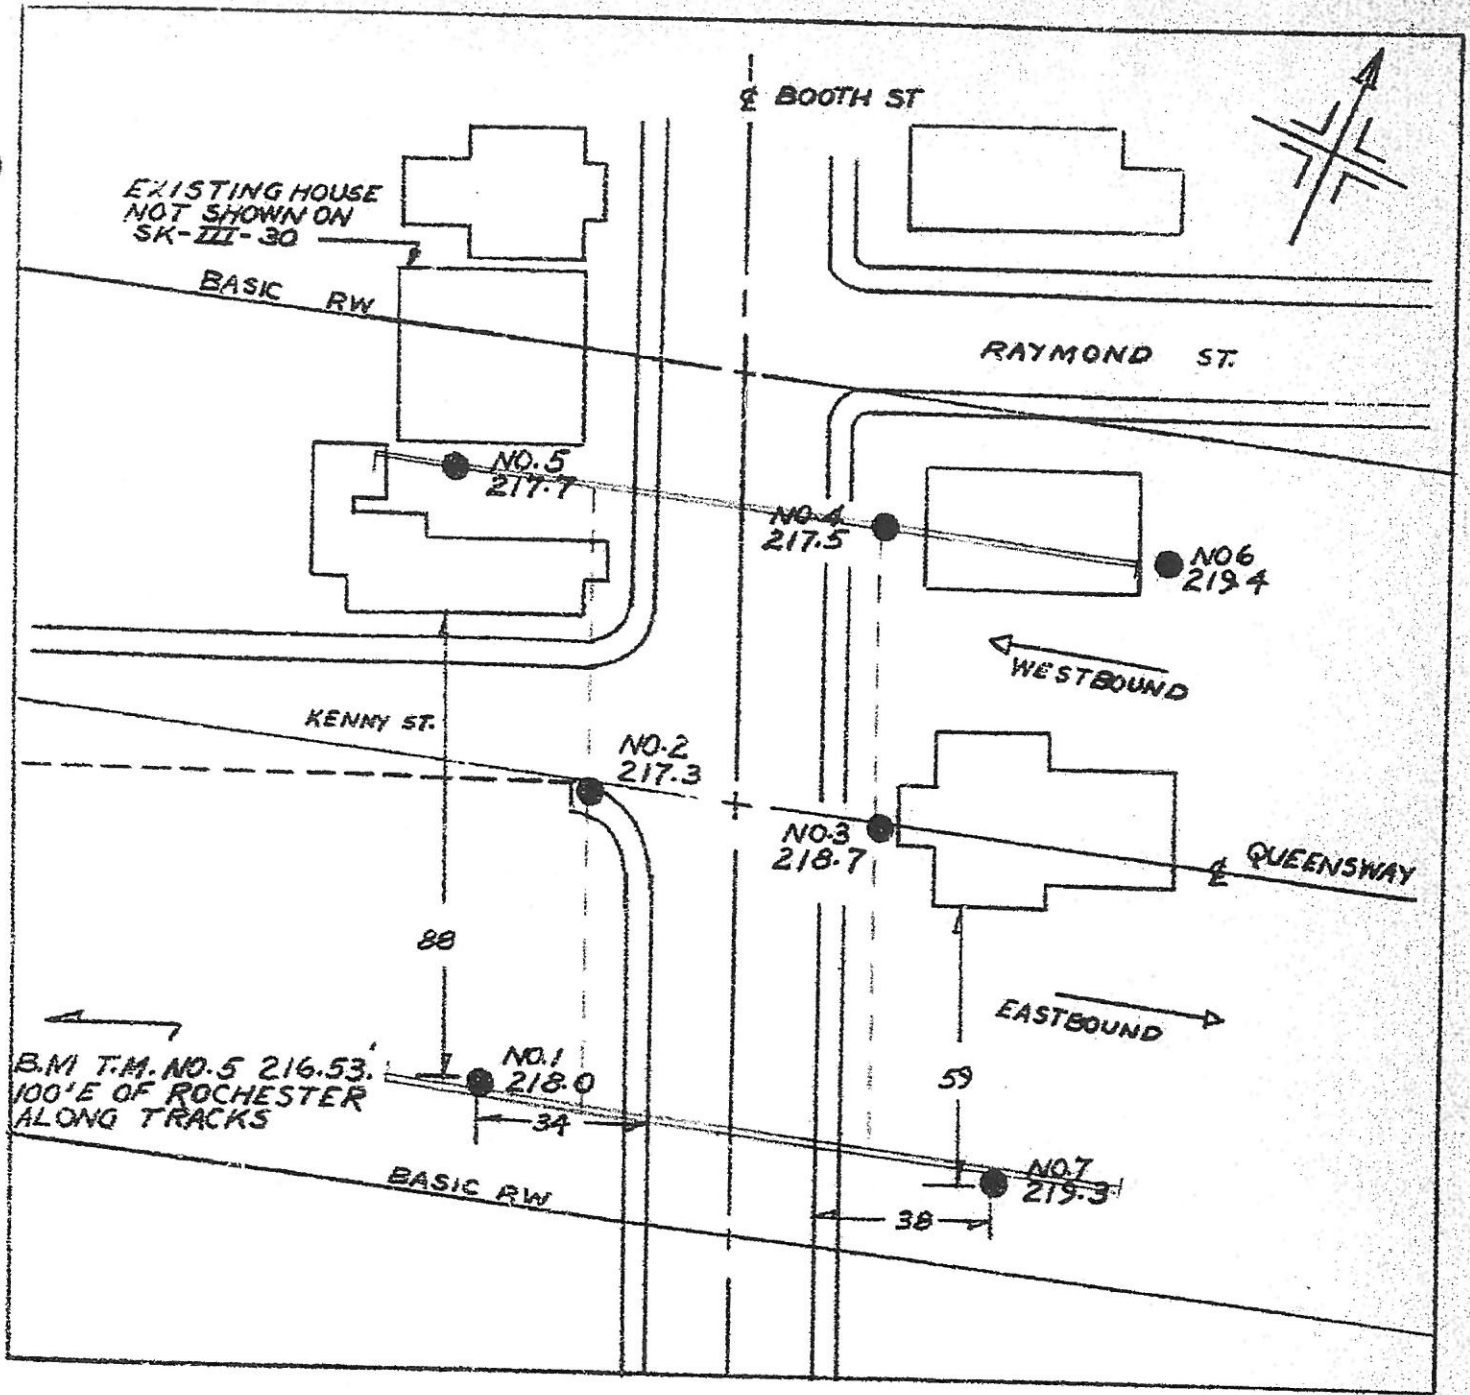 ℄ BOOTH ST
EXISTING HOUSE
NOT SHOWN ON
SK-III-30
BASIC RW
RAYMOND ST.
NO.5
217.7
NO.4
217.5
NO6
219.4
WESTBOUND
KENNY ST.
NO.2
217.3
NO.3
218.7
℄ QUEENSWAY
88
EASTBOUND
B.M T.M. NO.5 216.53'
100'E OF ROCHESTER
ALONG TRACKS
NO.1
218.0
34
59
BASIC RW
NO.7
219.3
38